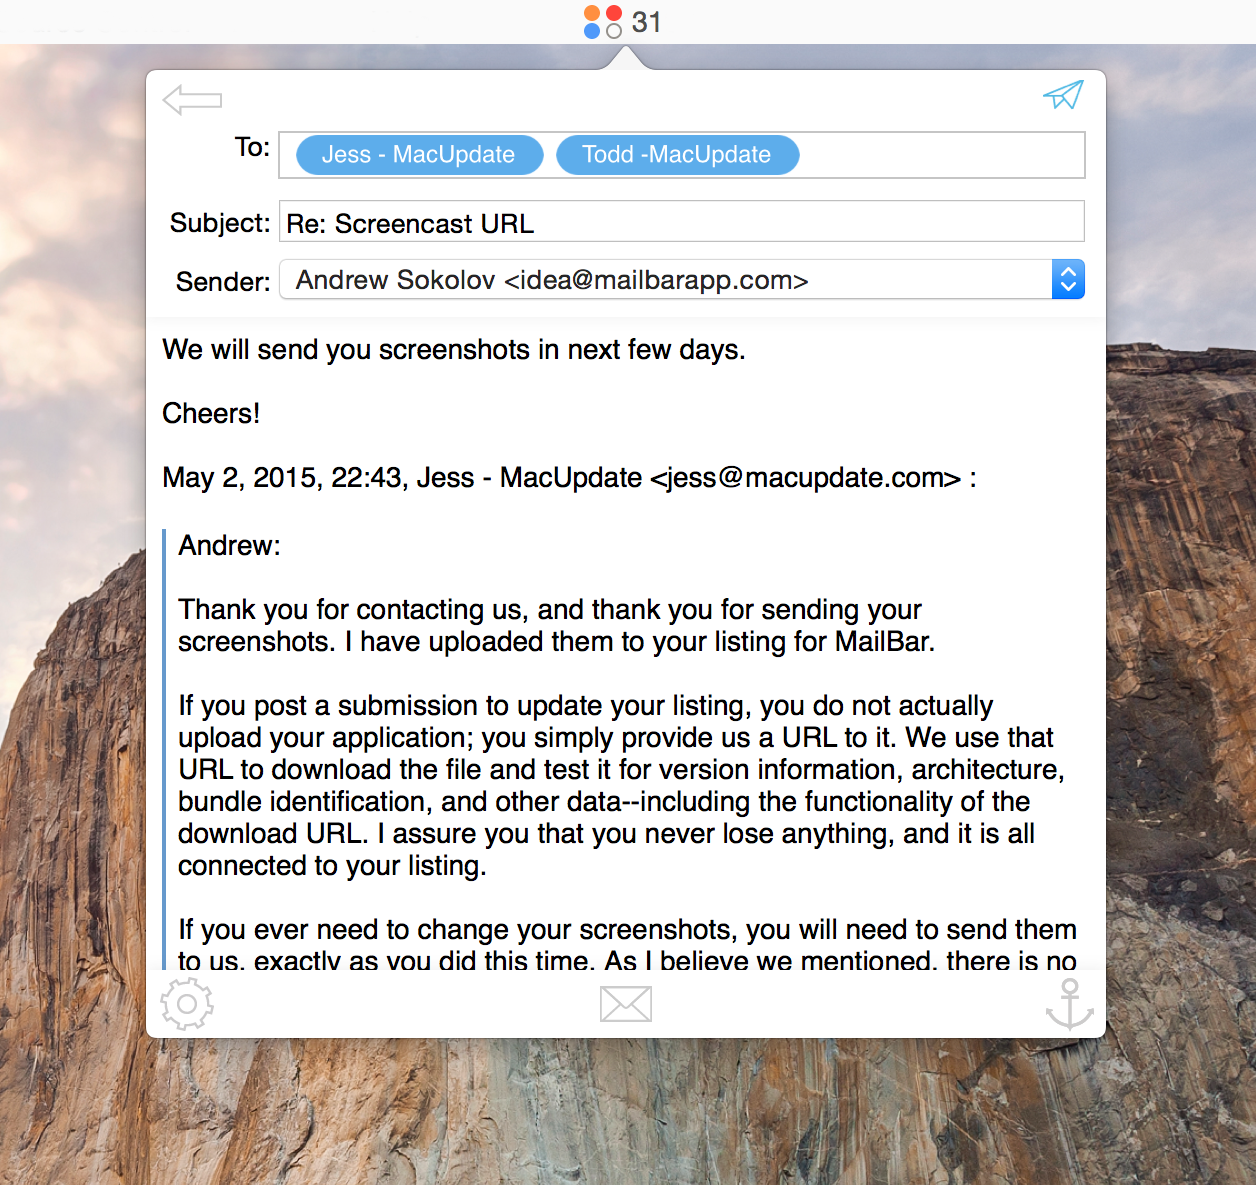 31
To: Jess - MacUpdate Todd -MacUpdate
Subject: Re: Screencast URL
Sender: Andrew Sokolov <idea@mailbarapp.com>
We will send you screenshots in next few days.
Cheers!
May 2, 2015, 22:43, Jess - MacUpdate <jess@macupdate.com> :
Andrew:
Thank you for contacting us, and thank you for sending your
screenshots. I have uploaded them to your listing for MailBar.
If you post a submission to update your listing, you do not actually
upload your application; you simply provide us a URL to it. We use that
URL to download the file and test it for version information, architecture,
bundle identification, and other data--including the functionality of the
download URL. I assure you that you never lose anything, and it is all
connected to your listing.
If you ever need to change your screenshots, you will need to send them
to us, exactly as you did this time. As I believe we mentioned, there is no